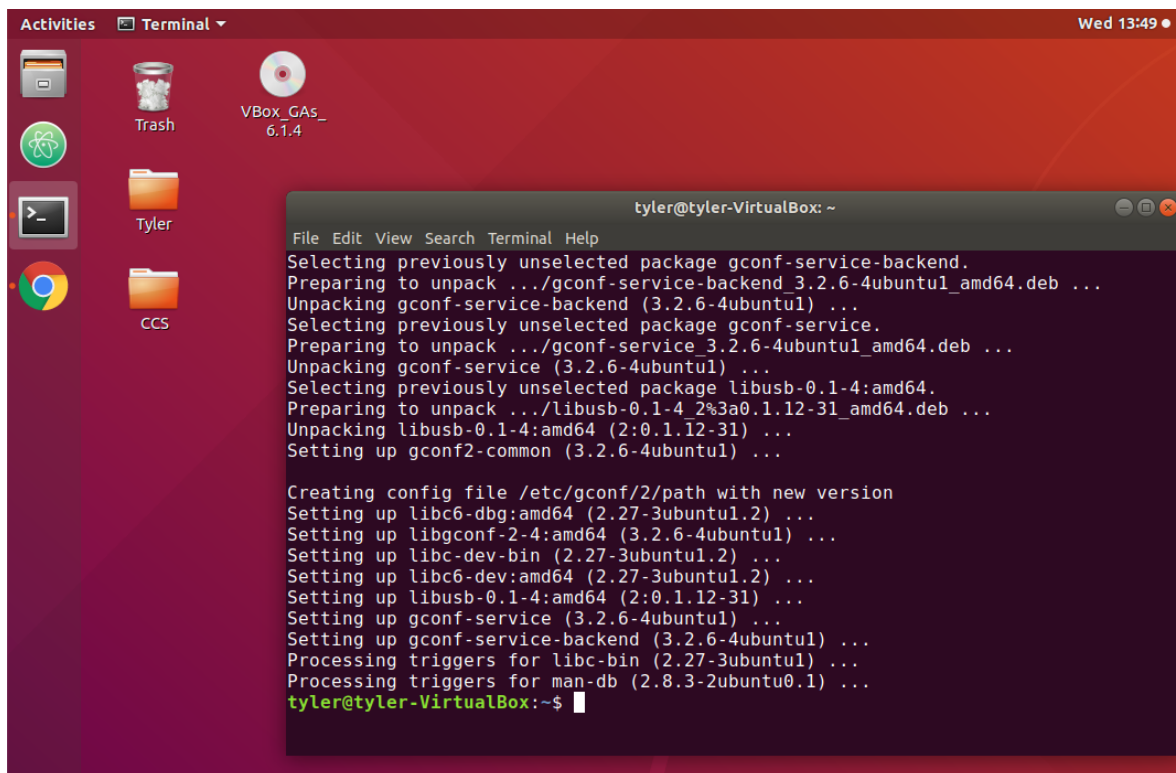 Activities Terminal Wed 13:49
Trash
VBox_GAs_
6.1.4
Tyler
CCS
tyler@tyler-VirtualBox: ~
File Edit View Search Terminal Help
Selecting previously unselected package gconf-service-backend.
Preparing to unpack .../gconf-service-backend_3.2.6-4ubuntu1_amd64.deb ...
Unpacking gconf-service-backend (3.2.6-4ubuntu1) ...
Selecting previously unselected package gconf-service.
Preparing to unpack .../gconf-service_3.2.6-4ubuntu1_amd64.deb ...
Unpacking gconf-service (3.2.6-4ubuntu1) ...
Selecting previously unselected package libusb-0.1-4:amd64.
Preparing to unpack .../libusb-0.1-4_2%3a0.1.12-31_amd64.deb ...
Unpacking libusb-0.1-4:amd64 (2:0.1.12-31) ...
Setting up gconf2-common (3.2.6-4ubuntu1) ...
Creating config file /etc/gconf/2/path with new version
Setting up libc6-dbg:amd64 (2.27-3ubuntu1.2) ...
Setting up libgconf-2-4:amd64 (3.2.6-4ubuntu1) ...
Setting up libc-dev-bin (2.27-3ubuntu1.2) ...
Setting up libc6-dev:amd64 (2.27-3ubuntu1.2) ...
Setting up libusb-0.1-4:amd64 (2:0.1.12-31) ...
Setting up gconf-service (3.2.6-4ubuntu1) ...
Setting up gconf-service-backend (3.2.6-4ubuntu1) ...
Processing triggers for libc-bin (2.27-3ubuntu1) ...
Processing triggers for man-db (2.8.3-2ubuntu0.1) ...
tyler@tyler-VirtualBox:~$